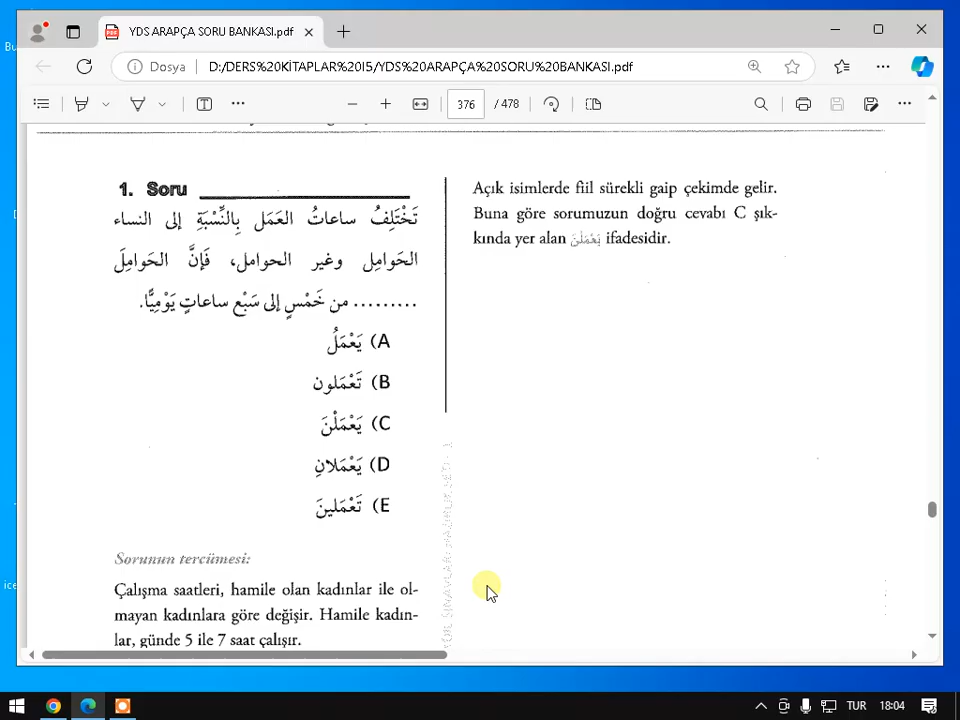 YDS ARAPÇA SORU BANKASI.pdf
Dosya
D:/DERS%20KİTAPLAR%20I5/YDS%20ARAPÇA%20SORU%20BANKASI.pdf
376 / 478
1. Soru
تَخْتَلِفُ ساعاتُ العَمَل بِالنِّسْبَةِ إلى النساء
الحَوامِل وغير الحوامل، فَإنَّ الحَوامِلَ
......... من خَمْسٍ إلى سَبْع ساعاتٍ يَوْمِيًّا.
A) يَعْمَلُ
B) تَعْمَلون
C) يَعْمَلْنَ
D) يَعْمَلانِ
E) تَعْمَلينَ
Sorunun tercümesi:
Çalışma saatleri, hamile olan kadınlar ile ol-
mayan kadınlara göre değişir. Hamile kadın-
lar, günde 5 ile 7 saat çalışır.
Açık isimlerde fiil sürekli gaip çekimde gelir.
Buna göre sorumuzun doğru cevabı C şık-
kında yer alan يَعْمَلْنَ ifadesidir.
TUR 18:04